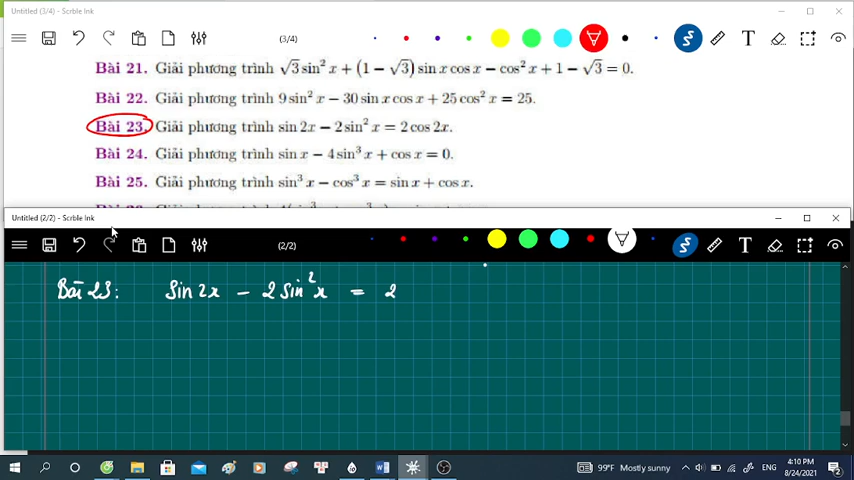 Untitled (3/4) - Scrble Ink
(3/4)
T
Bài 21. Giải phương trình √3 sin² x + (1 − √3) sin x cos x − cos² x + 1 − √3 = 0.
Bài 22. Giải phương trình 9 sin² x − 30 sin x cos x + 25 cos² x = 25.
Bài 23. Giải phương trình sin 2x − 2 sin² x = 2 cos 2x.
Bài 24. Giải phương trình sin x − 4 sin³ x + cos x = 0.
Bài 25. Giải phương trình sin³ x − cos³ x = sin x + cos x.
Untitled (2/2) - Scrble Ink
(2/2)
T
Bài 23: Sin 2x − 2 Sin² x = 2
99°F Mostly sunny
ENG
4:10 PM
8/24/2021
2